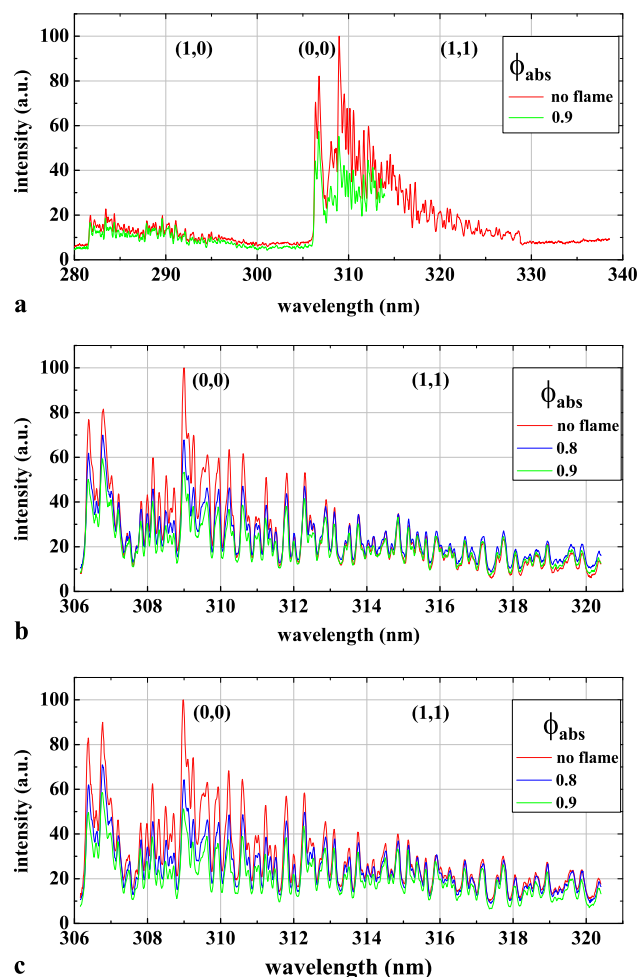 (1,0) (0,0) (1,1)
ϕabs
no flame
0.9
intensity (a.u.)
100
80
60
40
20
0
280 290 300 310 320 330 340
wavelength (nm)
a
(0,0) (1,1)
ϕabs
no flame
0.8
0.9
intensity (a.u.)
100
80
60
40
20
0
306 308 310 312 314 316 318 320
wavelength (nm)
b
(0,0) (1,1)
ϕabs
no flame
0.8
0.9
intensity (a.u.)
100
80
60
40
20
0
306 308 310 312 314 316 318 320
wavelength (nm)
c